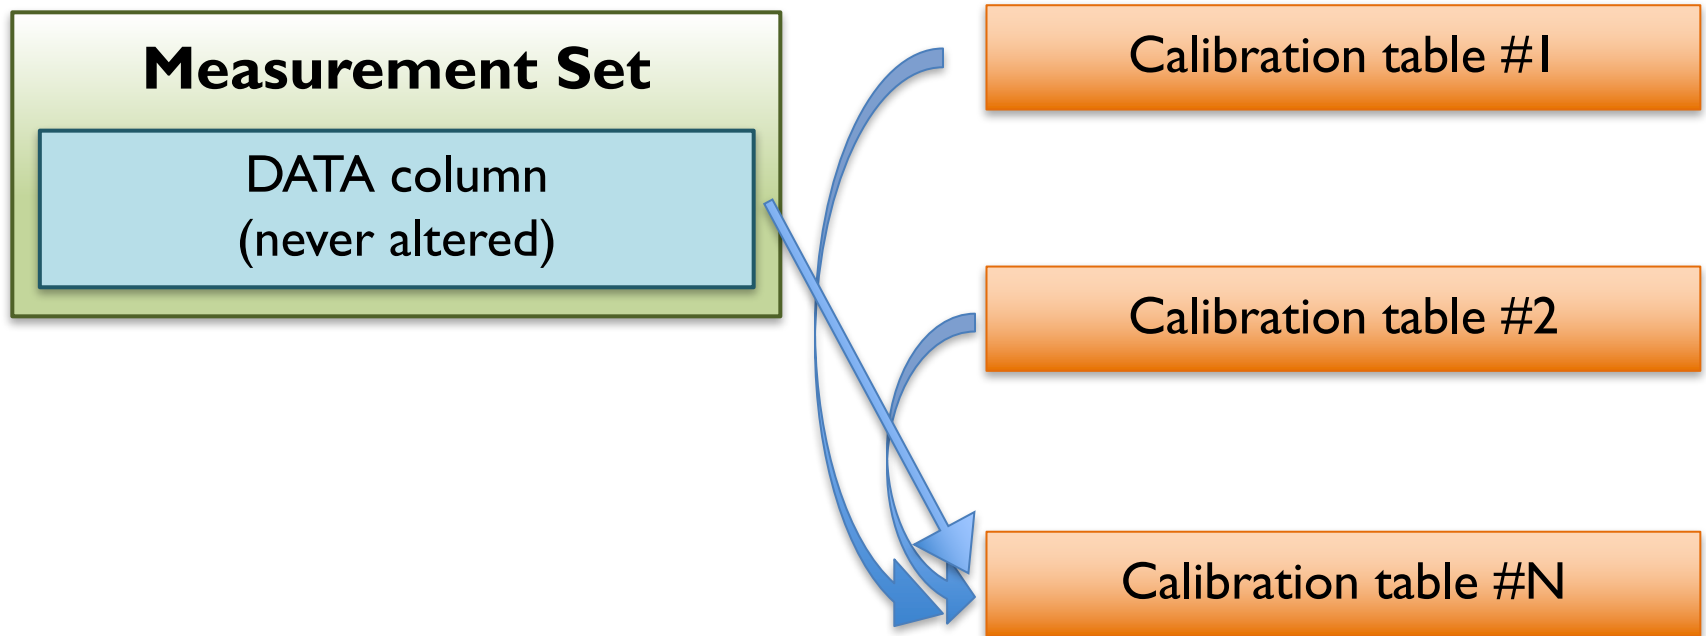 Measurement Set
DATA column
(never altered)
Calibration table #1
Calibration table #2
Calibration table #N